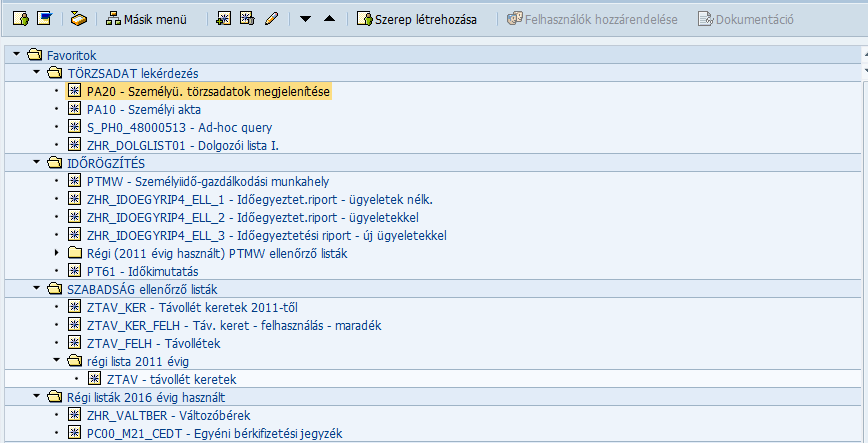 Másik menü Szerep létrehozása Felhasználók hozzárendelése Dokumentáció
Favoritok
TÖRZSADAT lekérdezés
PA20 - Személyü. törzsadatok megjelenítése
PA10 - Személyi akta
S_PH0_48000513 - Ad-hoc query
ZHR_DOLGLIST01 - Dolgozói lista I.
IDŐRÖGZÍTÉS
PTMW - Személyiidő-gazdálkodási munkahely
ZHR_IDOEGYRIP4_ELL_1 - Időegyeztet.riport - ügyeletek nélk.
ZHR_IDOEGYRIP4_ELL_2 - Időegyeztet.riport - ügyeletekkel
ZHR_IDOEGYRIP4_ELL_3 - Időegyeztetési riport - új ügyeletekkel
Régi (2011 évig használt) PTMW ellenőrző listák
PT61 - Időkimutatás
SZABADSÁG ellenőrző listák
ZTAV_KER - Távollét keretek 2011-től
ZTAV_KER_FELH - Táv. keret - felhasználás - maradék
ZTAV_FELH - Távollétek
régi lista 2011 évig
ZTAV - távollét keretek
Régi listák 2016 évig használt
ZHR_VALTBER - Változóbérek
PC00_M21_CEDT - Egyéni bérkifizetési jegyzék